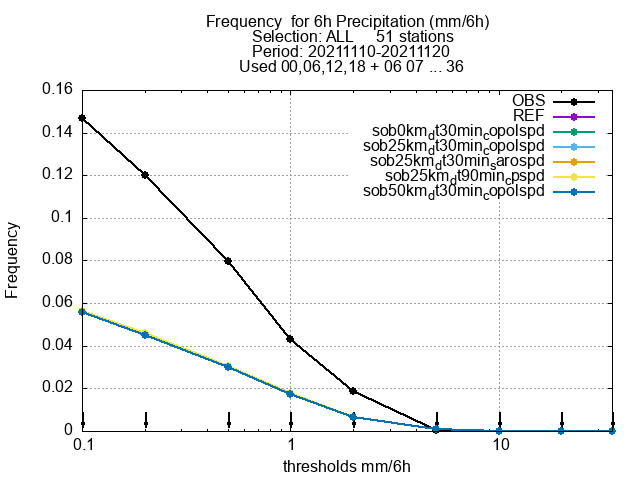 Frequency  for 6h Precipitation (mm/6h)
Selection: ALL     51 stations
Period: 20211110-20211120
Used 00,06,12,18 + 06 07 ... 36
OBS
REF
sob0km_dt30min_copolspd
sob25km_dt30min_copolspd
sob25km_dt30min_sarospd
sob25km_dt90min_cpspd
sob50km_dt30min_copolspd
0.16
0.14
0.12
0.1
0.08
0.06
0.04
0.02
0
Frequency
0.1 1 10
thresholds mm/6h